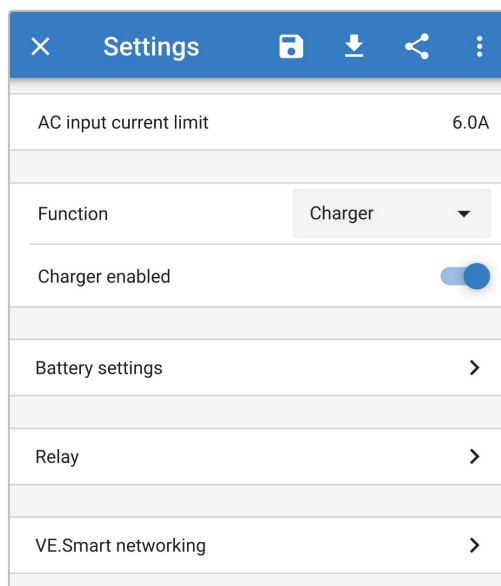 Settings
AC input current limit 6.0A
Function Charger
Charger enabled
Battery settings
Relay
VE.Smart networking